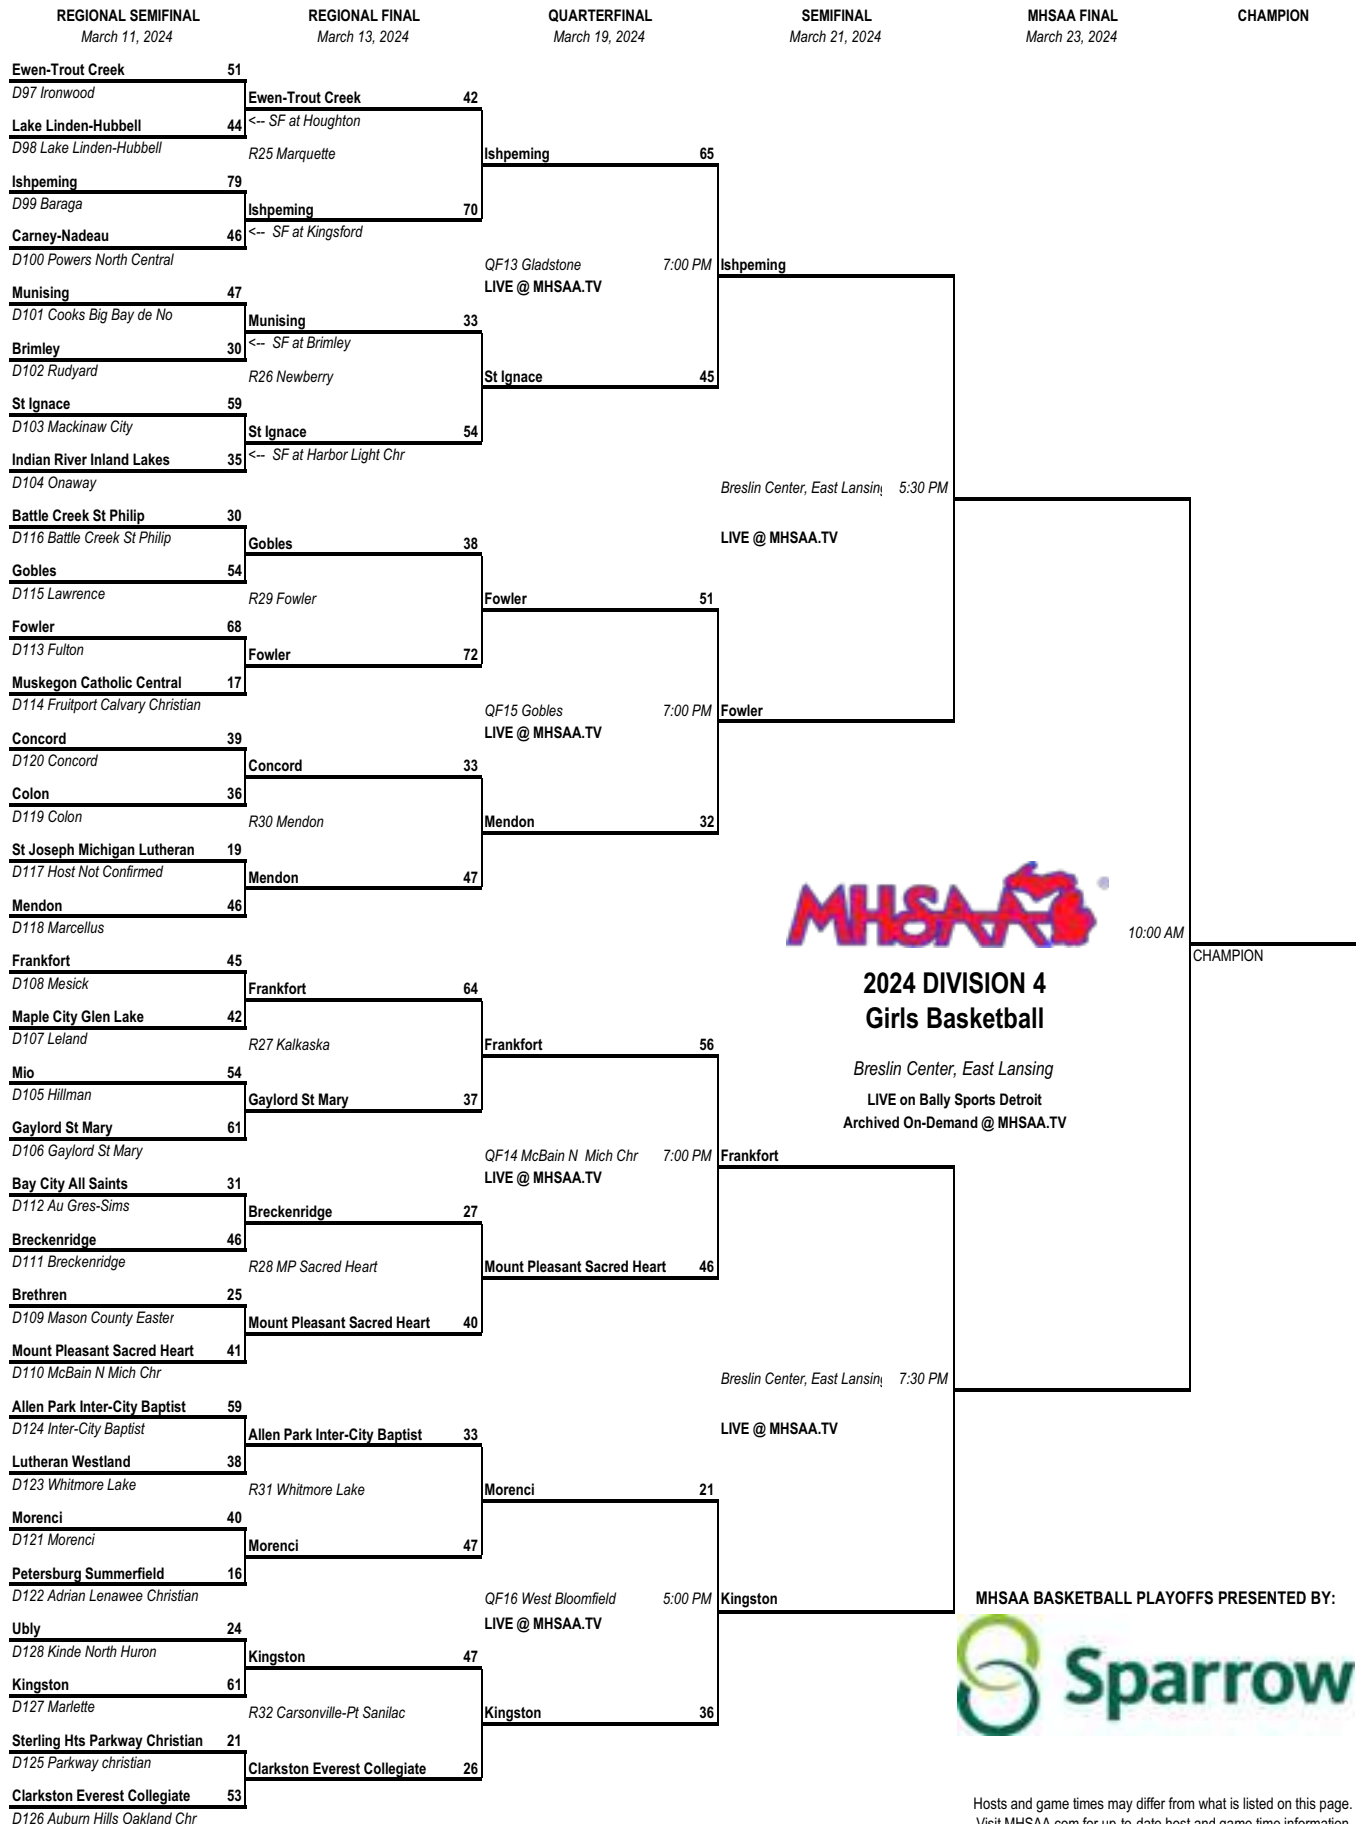 REGIONAL SEMIFINAL REGIONAL FINAL QUARTERFINAL SEMIFINAL MHSAA FINAL CHAMPION
March 11, 2024 March 13, 2024 March 19, 2024 March 21, 2024 March 23, 2024
Ewen-Trout Creek 51
D97 Ironwood
Ewen-Trout Creek 42
Lake Linden-Hubbell 44
<-- SF at Houghton
D98 Lake Linden-Hubbell
R25 Marquette
Ishpeming 65
Ishpeming 79
D99 Baraga
Ishpeming 70
Carney-Nadeau 46
<-- SF at Kingsford
D100 Powers North Central
QF13 Gladstone 7:00 PM
Ishpeming
LIVE @ MHSAA.TV
Munising 47
D101 Cooks Big Bay de No
Munising 33
Brimley 30
<-- SF at Brimley
D102 Rudyard
R26 Newberry
St Ignace 45
St Ignace 59
D103 Mackinaw City
St Ignace 54
Indian River Inland Lakes 35
<-- SF at Harbor Light Chr
D104 Onaway
Breslin Center, East Lansing 5:30 PM
Battle Creek St Philip 30
D116 Battle Creek St Philip
Gobles 38
LIVE @ MHSAA.TV
Gobles 54
D115 Lawrence
R29 Fowler
Fowler 51
Fowler 68
D113 Fulton
Fowler 72
Muskegon Catholic Central 17
D114 Fruitport Calvary Christian
QF15 Gobles 7:00 PM
Fowler
LIVE @ MHSAA.TV
Concord 39
D120 Concord
Concord 33
Colon 36
D119 Colon
R30 Mendon
Mendon 32
St Joseph Michigan Lutheran 19
D117 Host Not Confirmed
Mendon 47
Mendon 46
D118 Marcellus
MHSAA ®
10:00 AM
CHAMPION
2024 DIVISION 4
Girls Basketball
Breslin Center, East Lansing
LIVE on Bally Sports Detroit
Archived On-Demand @ MHSAA.TV
Frankfort 45
D108 Mesick
Frankfort 64
Maple City Glen Lake 42
D107 Leland
R27 Kalkaska
Frankfort 56
Mio 54
D105 Hillman
Gaylord St Mary 37
Gaylord St Mary 61
D106 Gaylord St Mary
QF14 McBain N Mich Chr 7:00 PM
Frankfort
LIVE @ MHSAA.TV
Bay City All Saints 31
D112 Au Gres-Sims
Breckenridge 27
Breckenridge 46
D111 Breckenridge
R28 MP Sacred Heart
Mount Pleasant Sacred Heart 46
Brethren 25
D109 Mason County Easter
Mount Pleasant Sacred Heart 40
Mount Pleasant Sacred Heart 41
D110 McBain N Mich Chr
Breslin Center, East Lansing 7:30 PM
Allen Park Inter-City Baptist 59
D124 Inter-City Baptist
Allen Park Inter-City Baptist 33
LIVE @ MHSAA.TV
Lutheran Westland 38
D123 Whitmore Lake
R31 Whitmore Lake
Morenci 21
Morenci 40
D121 Morenci
Morenci 47
Petersburg Summerfield 16
D122 Adrian Lenawee Christian
QF16 West Bloomfield 5:00 PM
Kingston
LIVE @ MHSAA.TV
Ubly 24
D128 Kinde North Huron
Kingston 47
Kingston 61
D127 Marlette
R32 Carsonville-Pt Sanilac
Kingston 36
Sterling Hts Parkway Christian 21
D125 Parkway christian
Clarkston Everest Collegiate 26
Clarkston Everest Collegiate 53
D126 Auburn Hills Oakland Chr
MHSAA BASKETBALL PLAYOFFS PRESENTED BY:
Sparrow
Hosts and game times may differ from what is listed on this page.
Visit MHSAA.com for up-to-date host and game time information